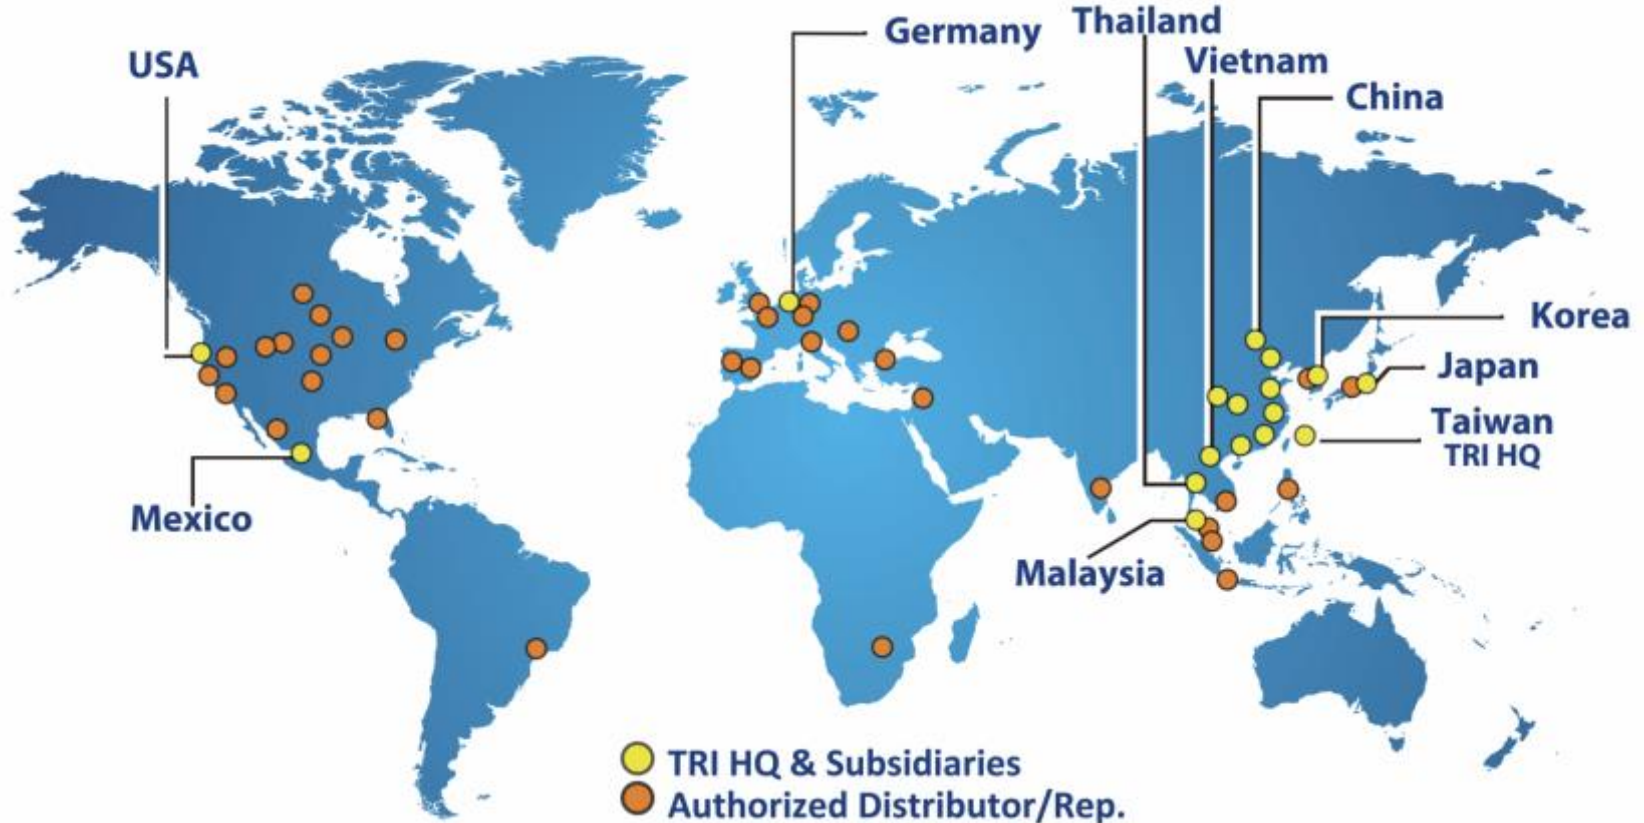 USA
Germany
Thailand
Vietnam
China
Korea
Japan
Taiwan
TRI HQ
Mexico
Malaysia
TRI HQ & Subsidiaries
Authorized Distributor/Rep.